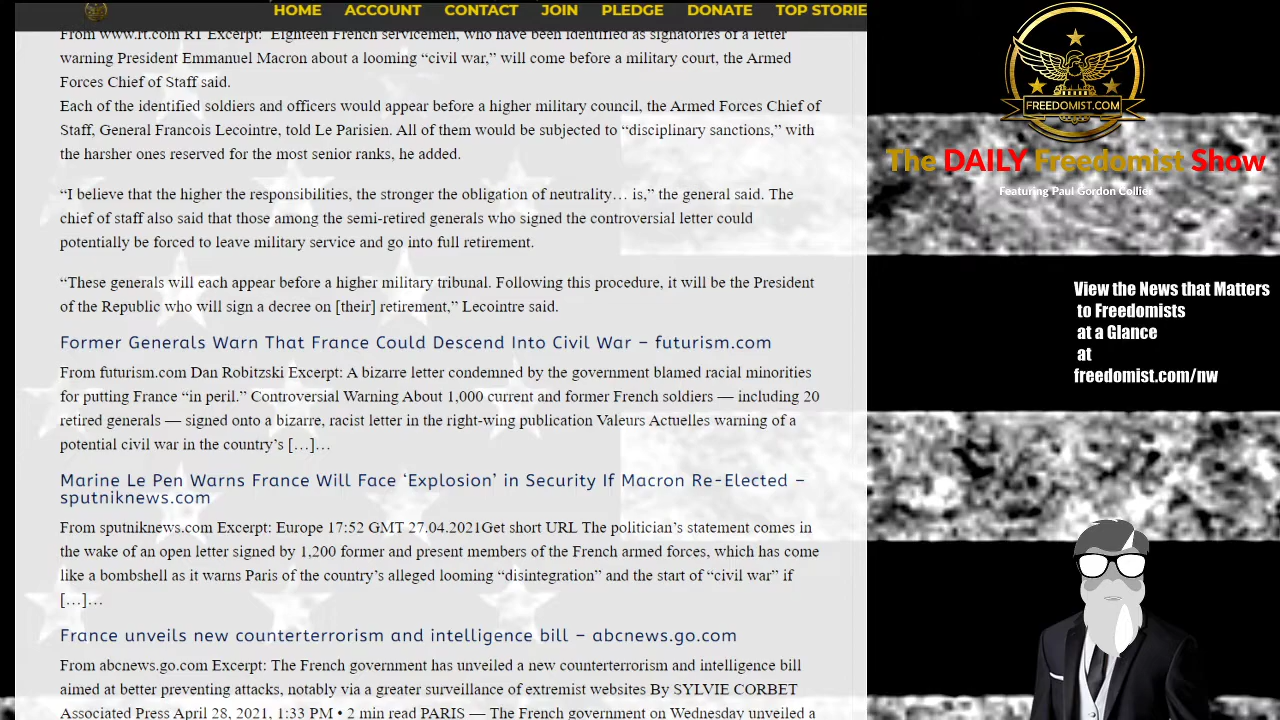 HOME ACCOUNT CONTACT JOIN PLEDGE DONATE TOP STORIE
From www.rt.com RT Excerpt: Eighteen French servicemen, who have been identified as signatories of a letter
warning President Emmanuel Macron about a looming “civil war,” will come before a military court, the Armed
Forces Chief of Staff said.
Each of the identified soldiers and officers would appear before a higher military council, the Armed Forces Chief of
Staff, General Francois Lecointre, told Le Parisien. All of them would be subjected to “disciplinary sanctions,” with
the harsher ones reserved for the most senior ranks, he added.
“I believe that the higher the responsibilities, the stronger the obligation of neutrality… is,” the general said. The
chief of staff also said that those among the semi-retired generals who signed the controversial letter could
potentially be forced to leave military service and go into full retirement.
“These generals will each appear before a higher military tribunal. Following this procedure, it will be the President
of the Republic who will sign a decree on [their] retirement,” Lecointre said.
Former Generals Warn That France Could Descend Into Civil War – futurism.com
From futurism.com Dan Robitzski Excerpt: A bizarre letter condemned by the government blamed racial minorities
for putting France “in peril.” Controversial Warning About 1,000 current and former French soldiers — including 20
retired generals — signed onto a bizarre, racist letter in the right-wing publication Valeurs Actuelles warning of a
potential civil war in the country’s […]…
Marine Le Pen Warns France Will Face ‘Explosion’ in Security If Macron Re-Elected –
sputniknews.com
From sputniknews.com Excerpt: Europe 17:52 GMT 27.04.2021Get short URL The politician’s statement comes in
the wake of an open letter signed by 1,200 former and present members of the French armed forces, which has come
like a bombshell as it warns Paris of the country’s alleged looming “disintegration” and the start of “civil war” if
[…]…
France unveils new counterterrorism and intelligence bill – abcnews.go.com
From abcnews.go.com Excerpt: The French government has unveiled a new counterterrorism and intelligence bill
aimed at better preventing attacks, notably via a greater surveillance of extremist websites By SYLVIE CORBET
Associated Press April 28, 2021, 1:33 PM • 2 min read PARIS — The French government on Wednesday unveiled a
FREEDOMIST.COM
The DAILY Freedomist Show
Featuring Paul Gordon Collier
View the News that Matters
to Freedomists
at a Glance
at
freedomist.com/nw